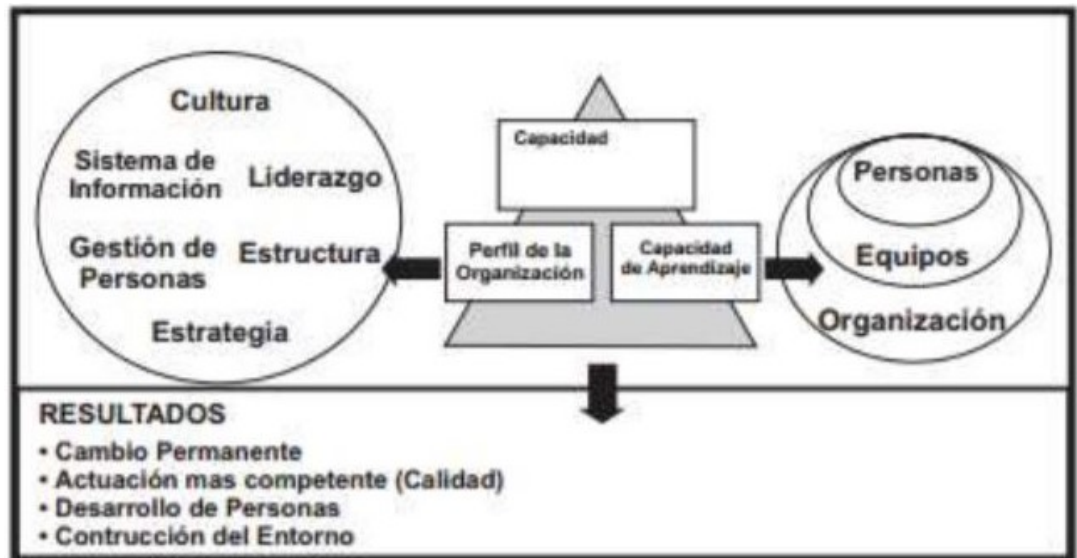 Cultura
Sistema de
Información
Liderazgo
Gestión de
Personas
Estructura
Estrategia
Capacidad
Perfil de la
Organización
Capacidad
de Aprendizaje
Personas
Equipos
Organización
RESULTADOS
• Cambio Permanente
• Actuación mas competente (Calidad)
• Desarrollo de Personas
• Contrucción del Entorno